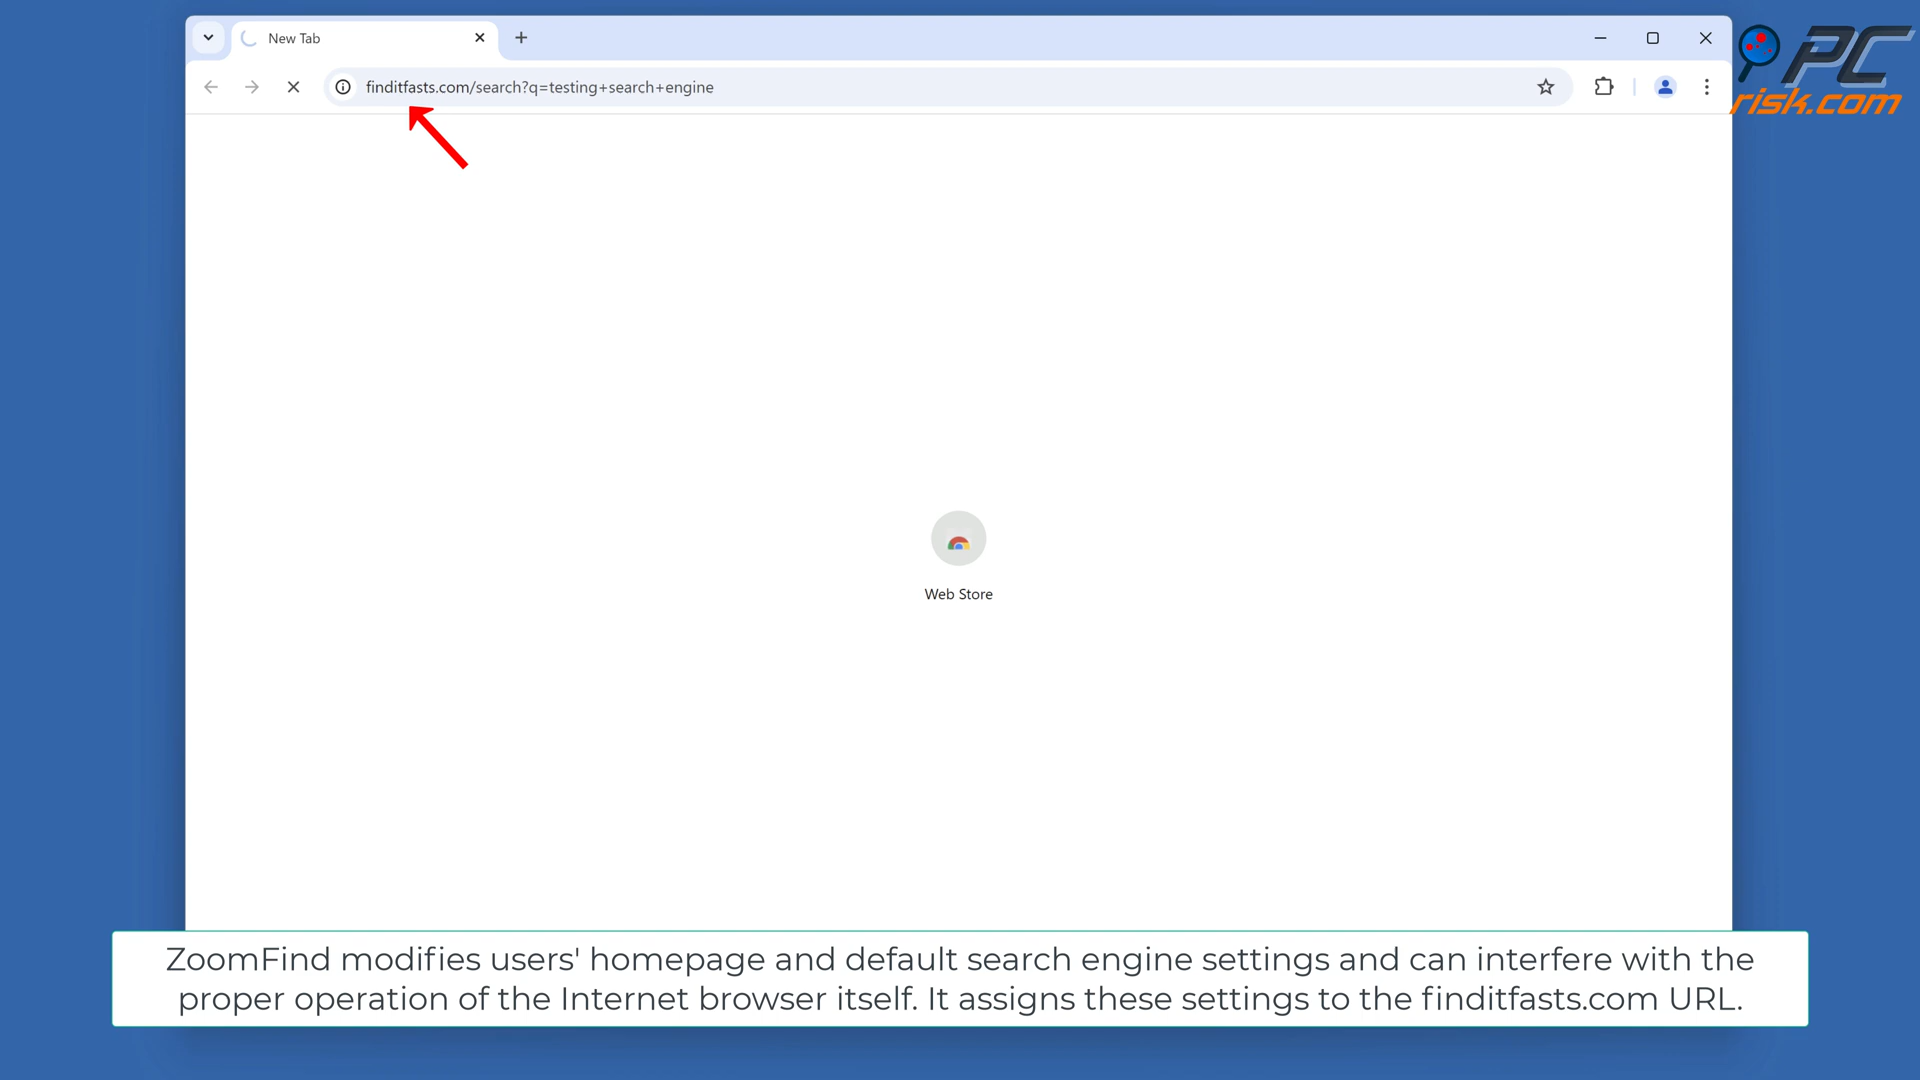 New Tab
finditfasts.com/search?q=testing+search+engine
PC
risk.com
Web Store
ZoomFind modifies users' homepage and default search engine settings and can interfere with the
proper operation of the Internet browser itself. It assigns these settings to the finditfasts.com URL.